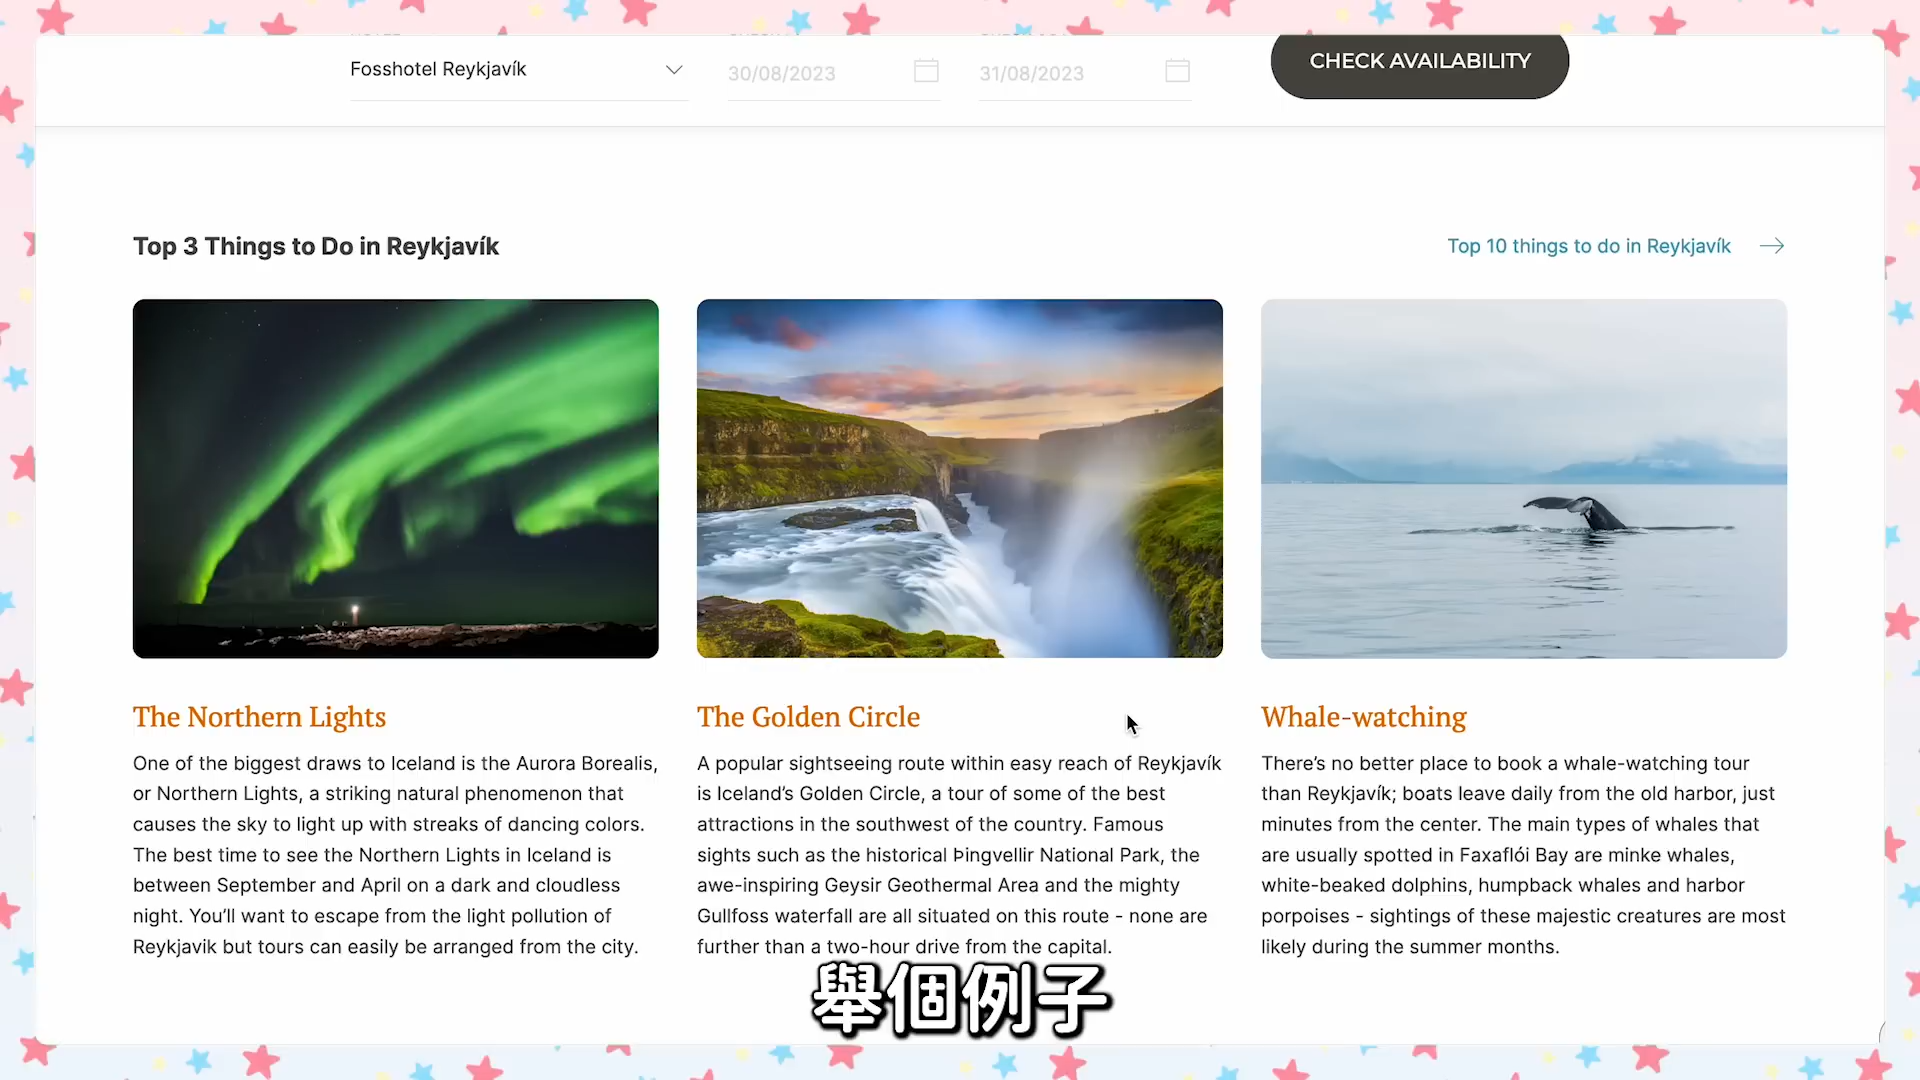 Fosshotel Reykjavík
30/08/2023
31/08/2023
CHECK AVAILABILITY
Top 3 Things to Do in Reykjavík
Top 10 things to do in Reykjavík
The Northern Lights
One of the biggest draws to Iceland is the Aurora Borealis,
or Northern Lights, a striking natural phenomenon that
causes the sky to light up with streaks of dancing colors.
The best time to see the Northern Lights in Iceland is
between September and April on a dark and cloudless
night. You’ll want to escape from the light pollution of
Reykjavik but tours can easily be arranged from the city.
The Golden Circle
A popular sightseeing route within easy reach of Reykjavík
is Iceland’s Golden Circle, a tour of some of the best
attractions in the southwest of the country. Famous
sights such as the historical Þingvellir National Park, the
awe-inspiring Geysir Geothermal Area and the mighty
Gullfoss waterfall are all situated on this route - none are
further than a two-hour drive from the capital.
Whale-watching
There’s no better place to book a whale-watching tour
than Reykjavík; boats leave daily from the old harbor, just
minutes from the center. The main types of whales that
are usually spotted in Faxaflói Bay are minke whales,
white-beaked dolphins, humpback whales and harbor
porpoises - sightings of these majestic creatures are most
likely during the summer months.
舉個例子